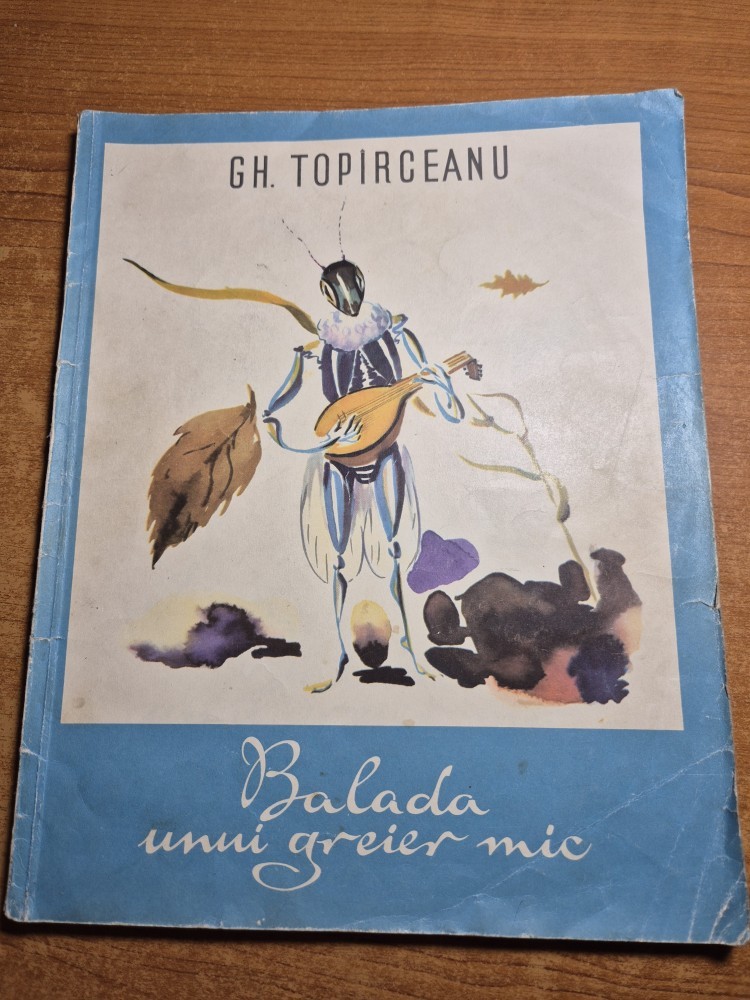 GH. TOPÎRCEANU
Balada
unui greier mic